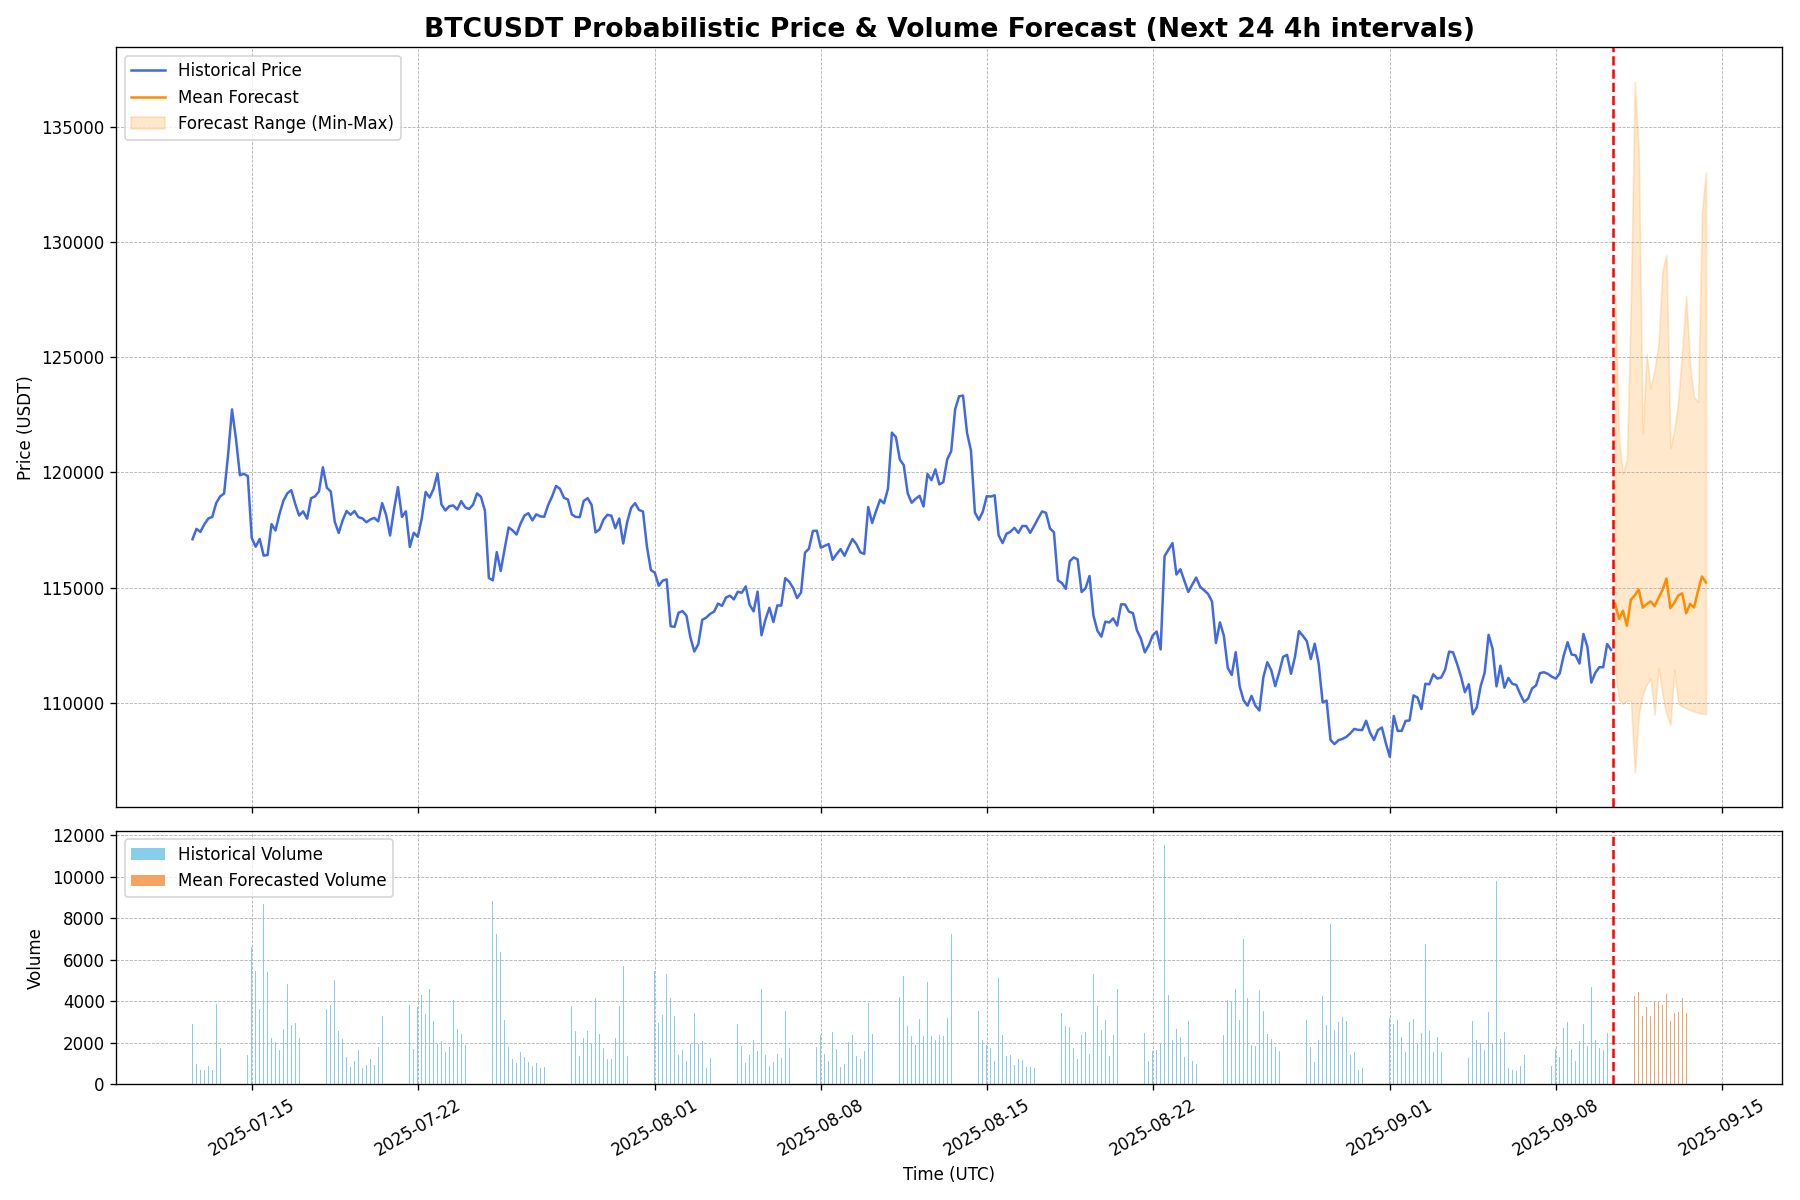 BTCUSDT Probabilistic Price & Volume Forecast (Next 24 4h intervals)
Historical Price
Mean Forecast
Forecast Range (Min-Max)
135000
130000
125000
120000
115000
110000
Price (USDT)
Historical Volume
Mean Forecasted Volume
12000
10000
8000
6000
4000
2000
0
Volume
2025-07-15
2025-07-22
2025-08-01
2025-08-08
2025-08-15
2025-08-22
2025-09-01
2025-09-08
2025-09-15
Time (UTC)